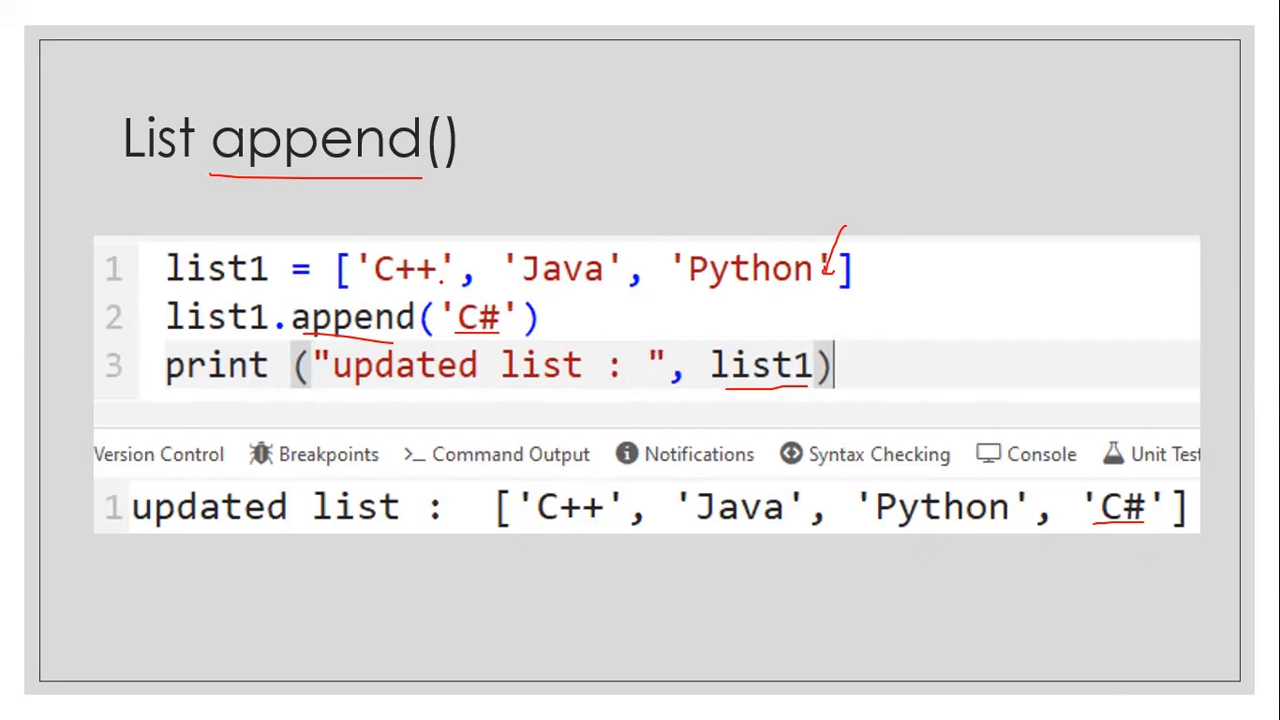 List append()
1 list1 = ['C++', 'Java', 'Python']
2 list1.append('C#')
3 print ("updated list : ", list1)
Version Control Breakpoints >_ Command Output Notifications Syntax Checking Console Unit Test
1 updated list :  ['C++', 'Java', 'Python', 'C#']